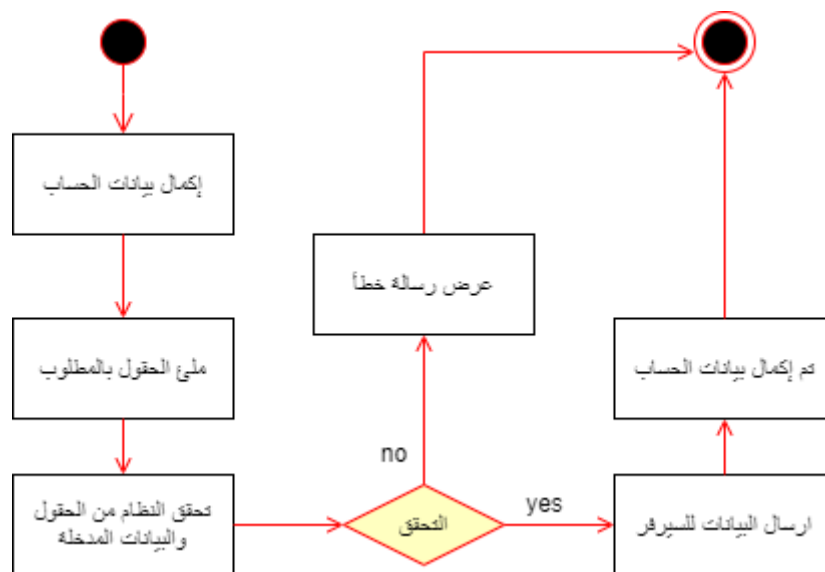 إكمال بيانات الحساب
ملئ الحقول بالمطلوب
تحقق النظام من الحقول
والبيانات المدخلة
التحقق
no
عرض رسالة خطأ
yes
ارسال البيانات للسيرفر
تم إكمال بيانات الحساب